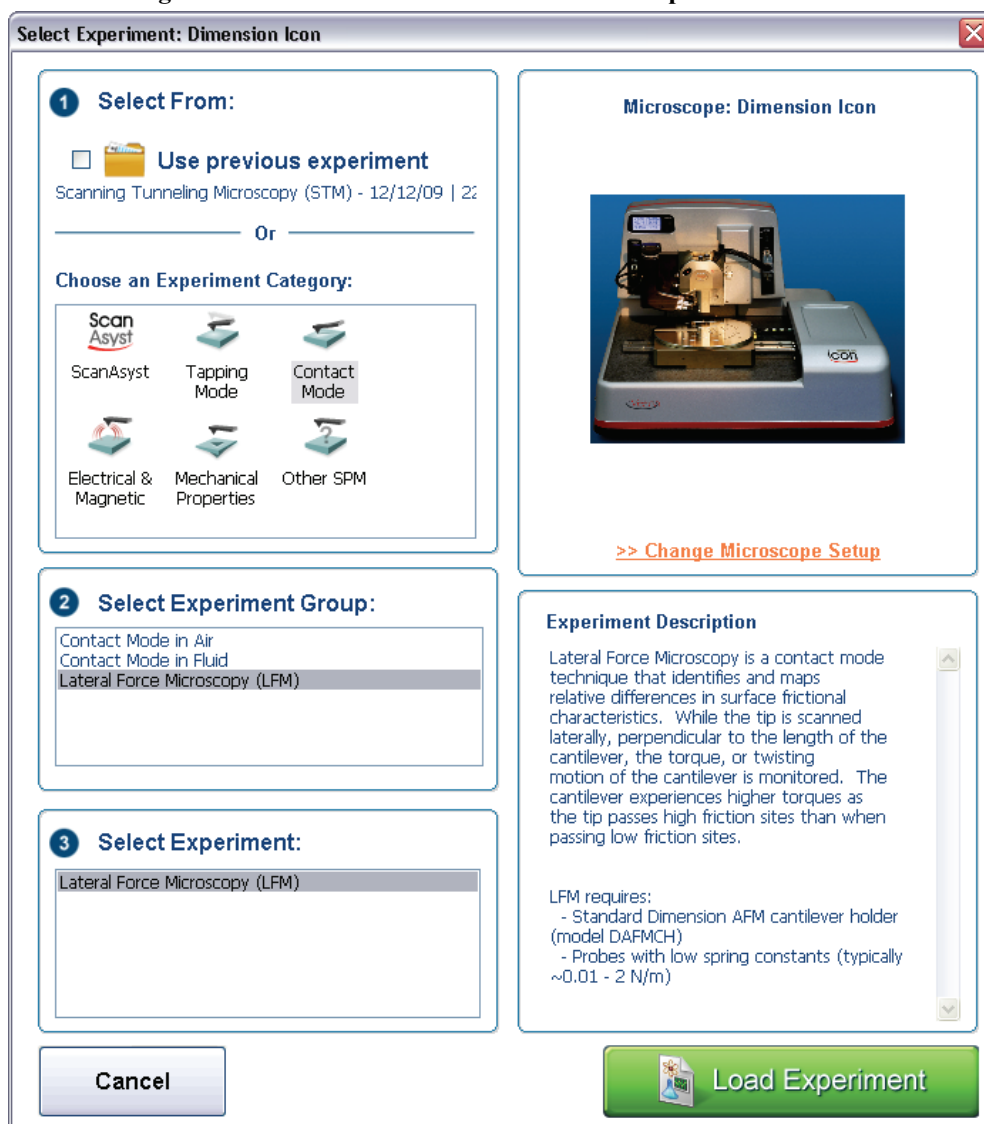 Select Experiment: Dimension Icon
1 Select From:
Use previous experiment
Scanning Tunneling Microscopy (STM) - 12/12/09 | 22
Or
Choose an Experiment Category:
Scan
Asyst
ScanAsyst
Tapping
Mode
Contact
Mode
Electrical &
Magnetic
Mechanical
Properties
?
Other SPM
2 Select Experiment Group:
Contact Mode in Air
Contact Mode in Fluid
Lateral Force Microscopy (LFM)
3 Select Experiment:
Lateral Force Microscopy (LFM)
Cancel
Microscope: Dimension Icon
Icon
>> Change Microscope Setup
Experiment Description
Lateral Force Microscopy is a contact mode
technique that identifies and maps
relative differences in surface frictional
characteristics. While the tip is scanned
laterally, perpendicular to the length of the
cantilever, the torque, or twisting
motion of the cantilever is monitored. The
cantilever experiences higher torques as
the tip passes high friction sites than when
passing low friction sites.
LFM requires:
- Standard Dimension AFM cantilever holder
(model DAFMCH)
- Probes with low spring constants (typically
~0.01 - 2 N/m)
Load Experiment